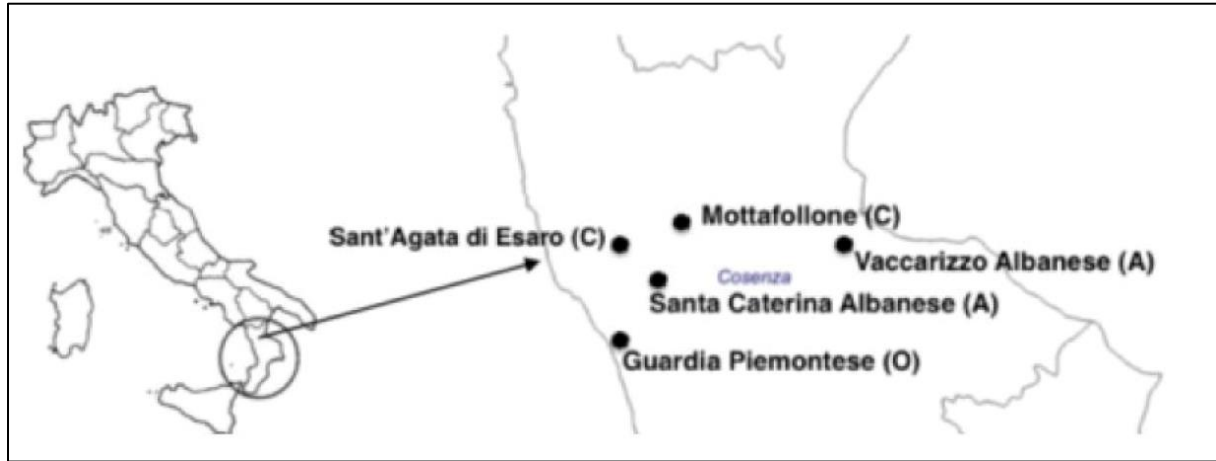 Mottafollone (C)
Sant'Agata di Esaro (C)
Vaccarizzo Albanese (A)
Cosenza
Santa Caterina Albanese (A)
Guardia Piemontese (O)